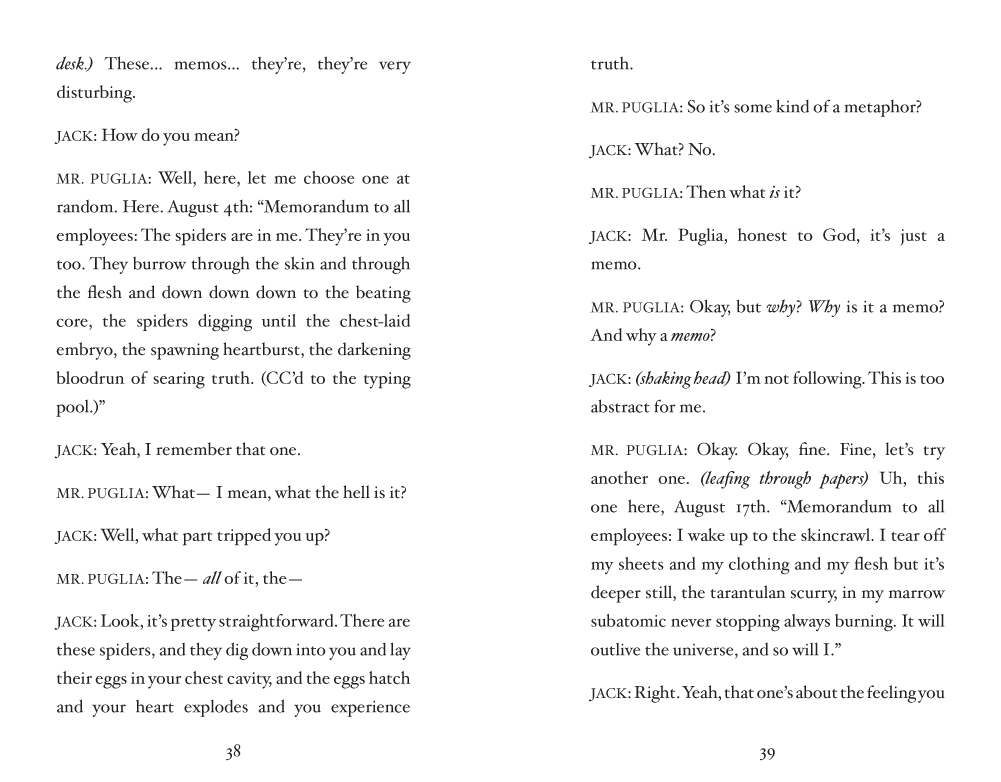 desk.) These... memos... they're, they're very
disturbing.
JACK: How do you mean?
MR. PUGLIA: Well, here, let me choose one at
random. Here. August 4th: “Memorandum to all
employees: The spiders are in me. They're in you
too. They burrow through the skin and through
the flesh and down down down to the beating
core, the spiders digging until the chest-laid
embryo, the spawning heartburst, the darkening
bloodrun of searing truth. (CC'd to the typing
pool.)”
JACK: Yeah, I remember that one.
MR. PUGLIA: What— I mean, what the hell is it?
JACK: Well, what part tripped you up?
MR. PUGLIA: The— all of it, the—
JACK: Look, it's pretty straightforward. There are
these spiders, and they dig down into you and lay
their eggs in your chest cavity, and the eggs hatch
and your heart explodes and you experience
38
truth.
MR. PUGLIA: So it's some kind of a metaphor?
JACK: What? No.
MR. PUGLIA: Then what is it?
JACK: Mr. Puglia, honest to God, it's just a
memo.
MR. PUGLIA: Okay, but why? Why is it a memo?
And why a memo?
JACK: (shaking head) I'm not following. This is too
abstract for me.
MR. PUGLIA: Okay. Okay, fine. Fine, let's try
another one. (leafing through papers) Uh, this
one here, August 17th. “Memorandum to all
employees: I wake up to the skincrawl. I tear off
my sheets and my clothing and my flesh but it's
deeper still, the tarantulan scurry, in my marrow
subatomic never stopping always burning. It will
outlive the universe, and so will I.”
JACK: Right. Yeah, that one's about the feeling you
39